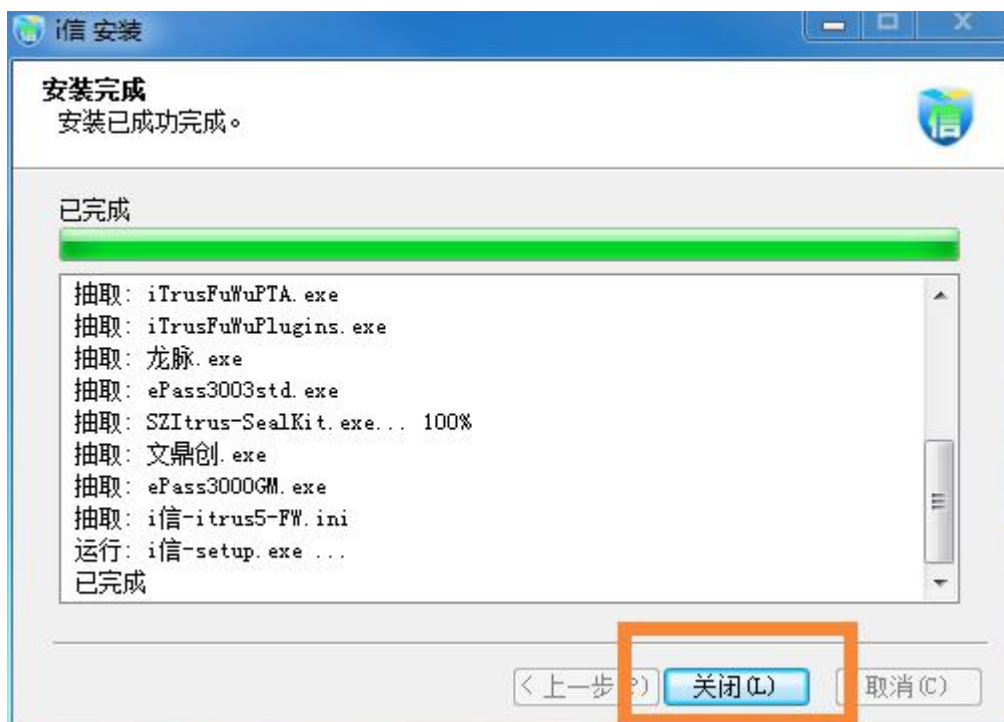 i信 安装
安装完成
安装已成功完成。
信
已完成
抽取: iTrusFuWuPTA.exe
抽取: iTrusFuWuPlugins.exe
抽取: 龙脉.exe
抽取: ePass3003std.exe
抽取: SZItrus-SealKit.exe... 100%
抽取: 文鼎创.exe
抽取: ePass3000GM.exe
抽取: i信-itrus5-FW.ini
运行: i信-setup.exe ...
已完成
< 上一步(P) 关闭(L) 取消(C)